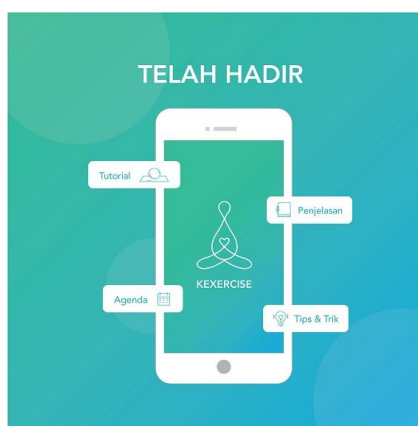 TELAH HADIR
Tutorial
Penjelasan
KEXERCISE
Agenda
Tips & Trik